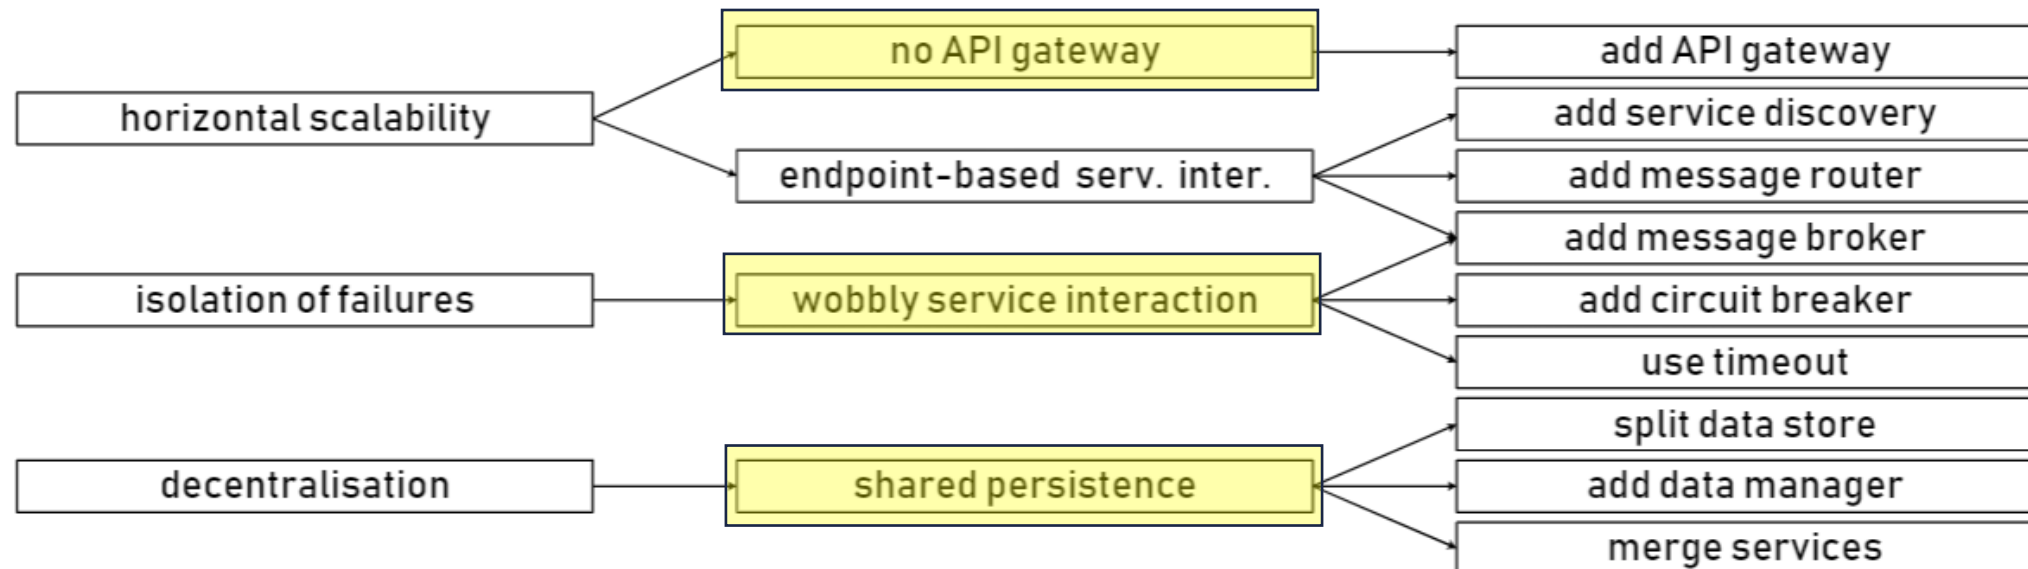 no API gateway
add API gateway
horizontal scalability
add service discovery
endpoint-based serv. inter.
add message router
add message broker
isolation of failures
wobbly service interaction
add circuit breaker
use timeout
split data store
decentralisation
shared persistence
add data manager
merge services